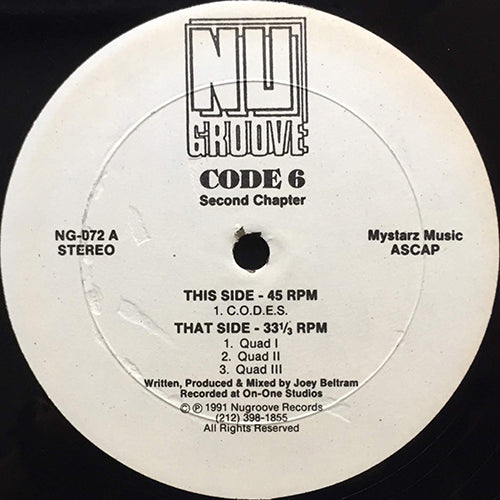 NU
GROOVE
CODE 6
Second Chapter
NG-072 A
STEREO
Mystarz Music
ASCAP
THIS SIDE - 45 RPM
1. C.O.D.E.S.
THAT SIDE - 33⅓ RPM
1. Quad I
2. Quad II
3. Quad III
Written, Produced & Mixed by Joey Beltram
Recorded at On-One Studios
© ℗ 1991 Nugroove Records
(212) 398-1855
All Rights Reserved